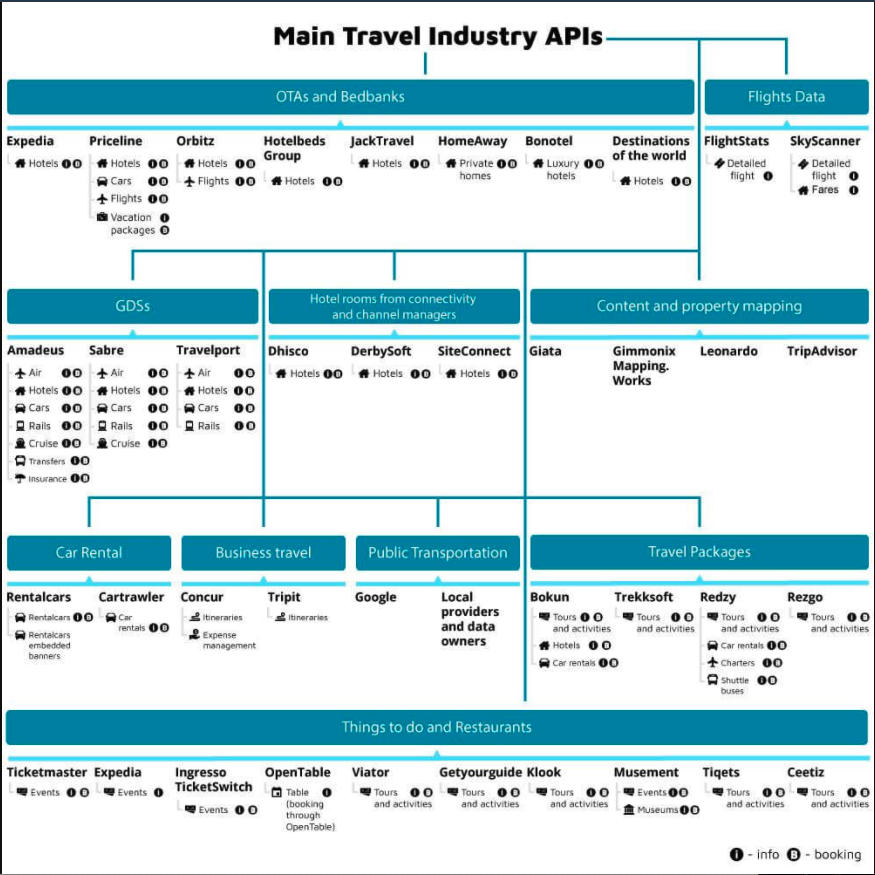 Main Travel Industry APIs
OTAs and Bedbanks
Flights Data
Expedia
Hotels i B
Priceline
Hotels i B
Cars i B
Flights i B
Vacation i
packages B
Orbitz
Hotels i B
Flights i B
Hotelbeds
Group
Hotels i B
JackTravel
Hotels i B
HomeAway
Private i B
homes
Bonotel
Luxury i B
hotels
Destinations
of the world
Hotels i B
FlightStats
Detailed
flight i
SkyScanner
Detailed
flight i
Fares i
GDSs
Hotel rooms from connectivity
and channel managers
Content and property mapping
Amadeus
Air i B
Hotels i B
Cars i B
Rails i B
Cruise i B
Transfers i B
Insurance i B
Sabre
Air i B
Hotels i B
Cars i B
Rails i B
Cruise i B
Travelport
Air i B
Hotels i B
Cars i B
Rails i B
Dhisco
Hotels i B
DerbySoft
Hotels i B
SiteConnect
Hotels i B
Giata
Gimmonix
Mapping.
Works
Leonardo
TripAdvisor
Car Rental
Business travel
Public Transportation
Travel Packages
Rentalcars
Rentalcars i B
Rentalcars
embedded
banners
Cartrawler
Car
rentals i B
Concur
Itineraries
Expense
management
Tripit
Itineraries
Google
Local
providers
and data
owners
Bokun
Tours i B
and activities
Hotels i B
Car rentals i B
Trekksoft
Tours i B
and activities
Redzy
Tours i B
and activities
Car rentals i B
Charters i B
Shuttle i B
buses
Rezgo
Tours i B
and activities
Things to do and Restaurants
Ticketmaster
Events i B
Expedia
Events i
Ingresso
TicketSwitch
Events i B
OpenTable
Table i
(booking
through
OpenTable)
Viator
Tours i B
and activities
Getyourguide
Tours i B
and activities
Klook
Tours i B
and activities
Musement
Events i B
Museums i B
Tiqets
Tours i B
and activities
Ceetiz
Tours i B
and activities
i - info B - booking